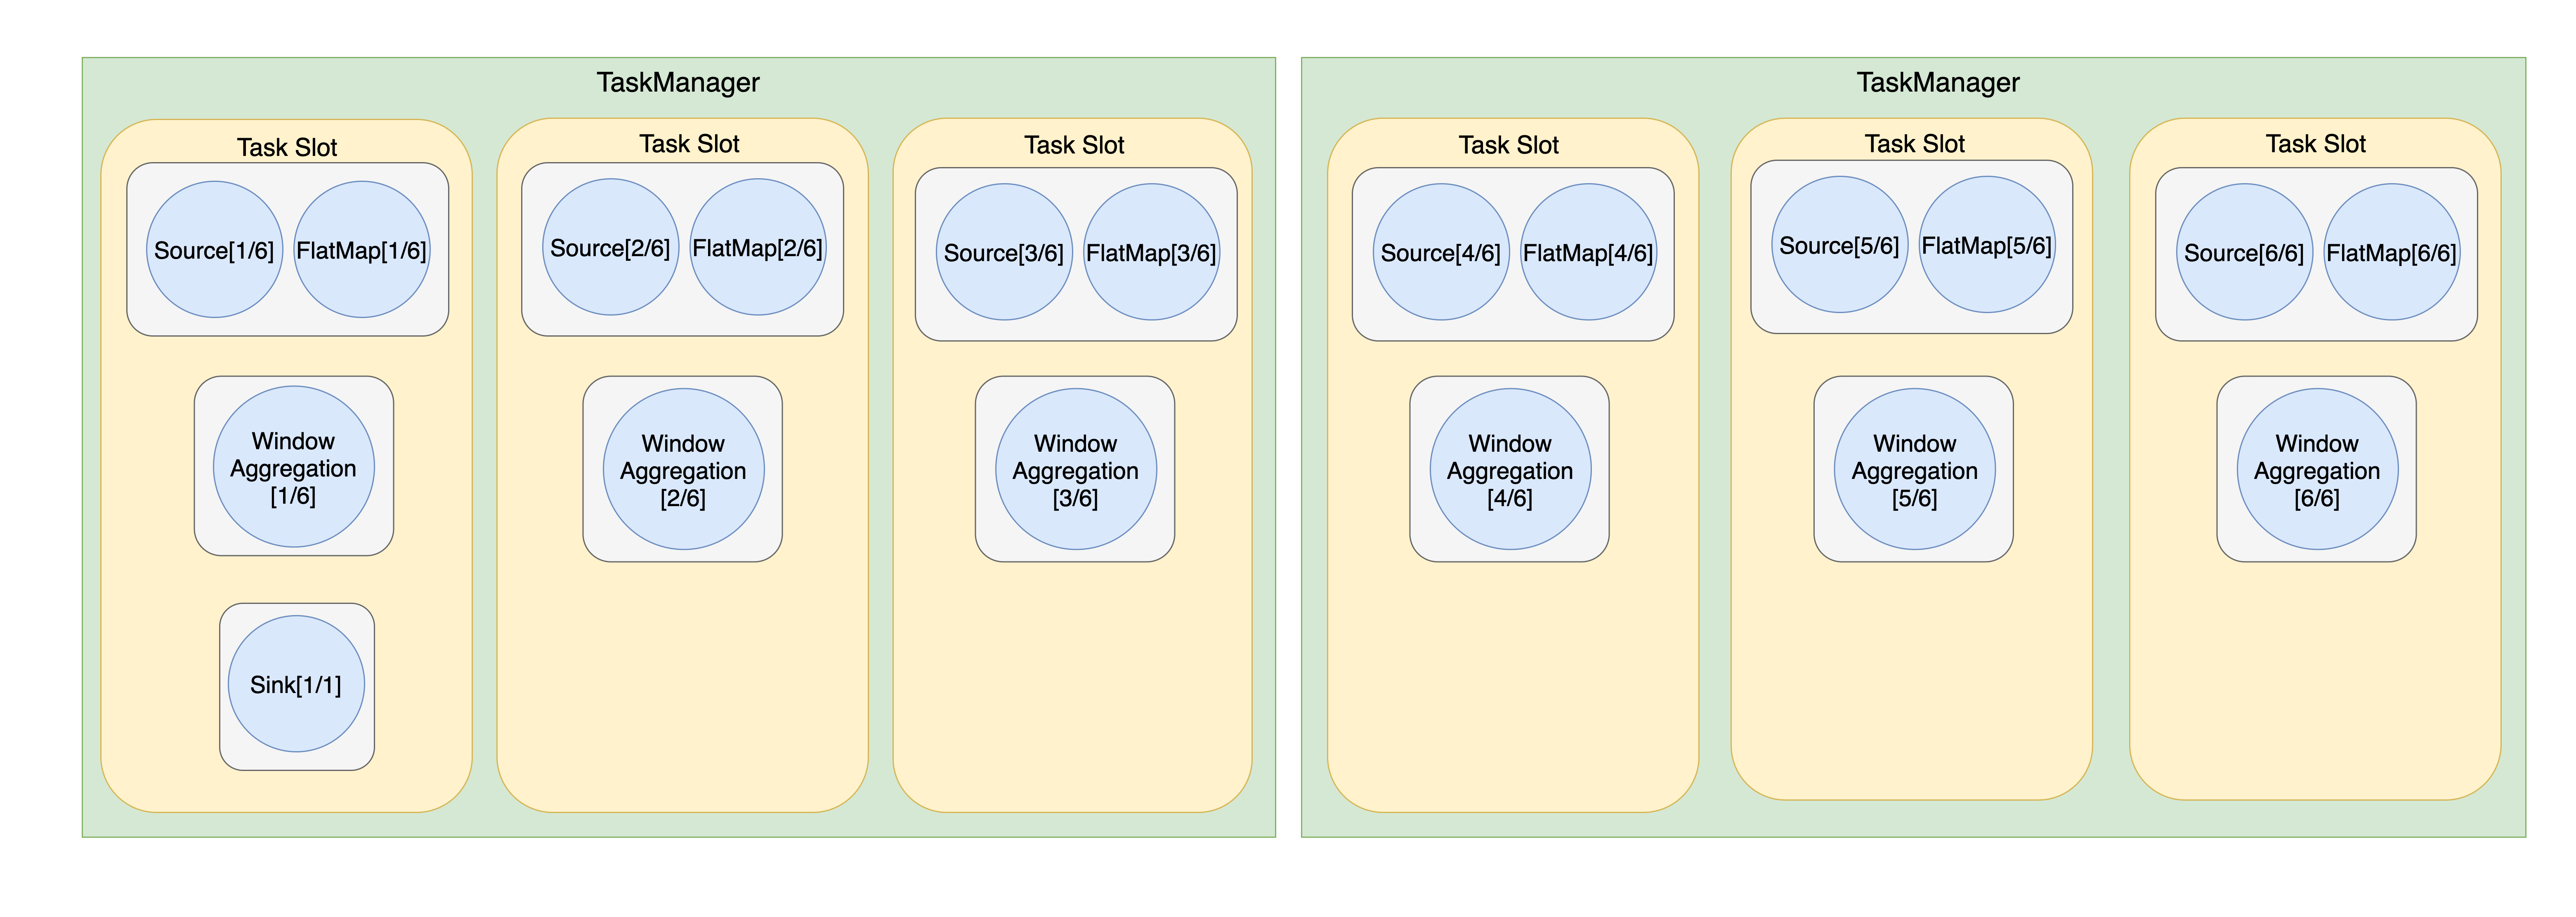 TaskManager
Task Slot
Source[1/6]
FlatMap[1/6]
Window
Aggregation
[1/6]
Sink[1/1]
Task Slot
Source[2/6]
FlatMap[2/6]
Window
Aggregation
[2/6]
Task Slot
Source[3/6]
FlatMap[3/6]
Window
Aggregation
[3/6]
TaskManager
Task Slot
Source[4/6]
FlatMap[4/6]
Window
Aggregation
[4/6]
Task Slot
Source[5/6]
FlatMap[5/6]
Window
Aggregation
[5/6]
Task Slot
Source[6/6]
FlatMap[6/6]
Window
Aggregation
[6/6]